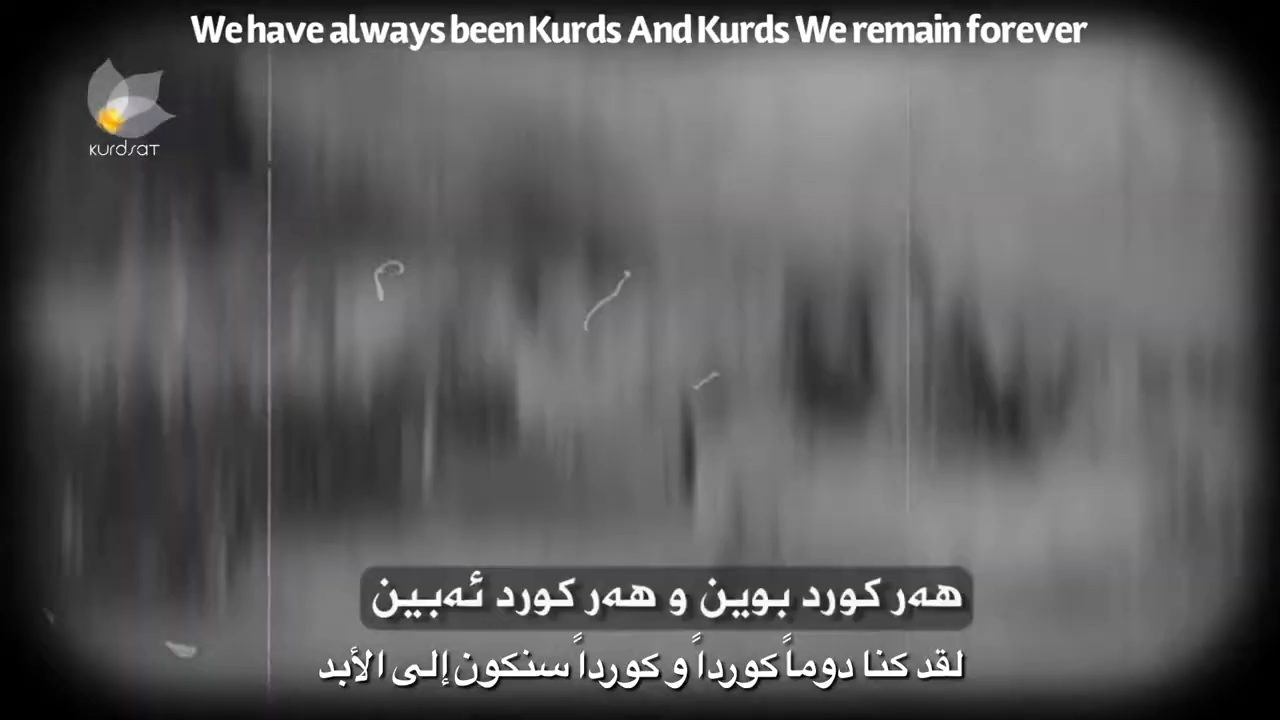 We have always been Kurds And Kurds We remain forever
kurdsat
هەر کورد بوین و هەر کورد ئەبین
لقد كنا دوماً كورداً و كورداً سنكون إلى الأبد